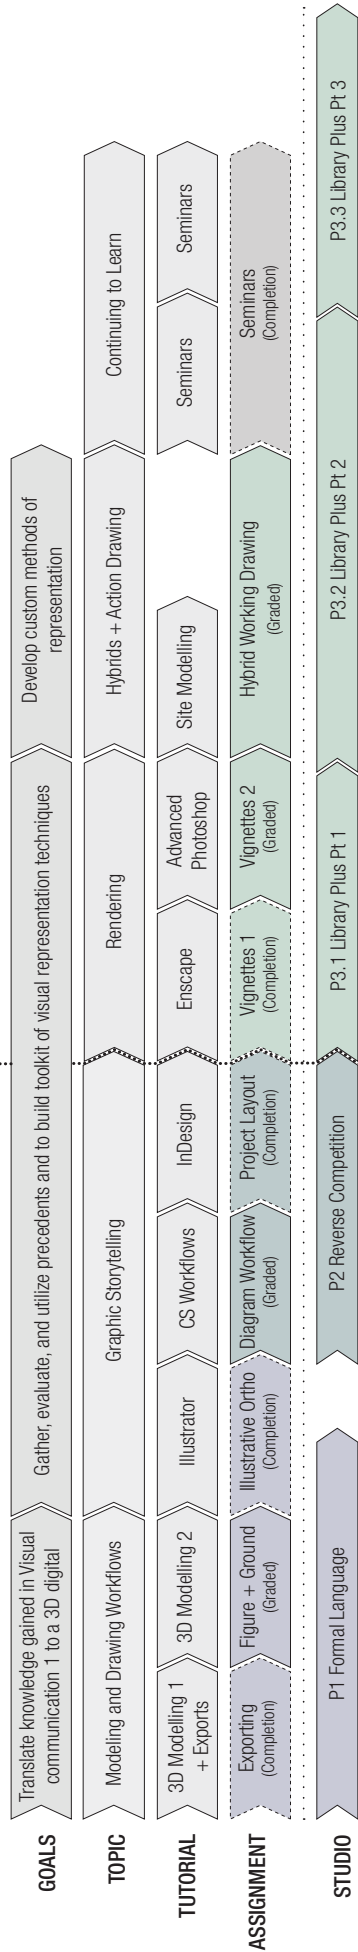 GOALS
Translate knowledge gained in Visual
communication 1 to a 3D digital
Gather, evaluate, and utilize precedents and to build toolkit of visual representation techniques
Develop custom methods of
representation
TOPIC
Modeling and Drawing Workflows
Graphic Storytelling
Rendering
Hybrids + Action Drawing
Continuing to Learn
TUTORIAL
3D Modelling 1
+ Exports
3D Modelling 2
Illustrator
CS Workflows
InDesign
Enscape
Advanced
Photoshop
Site Modelling
Seminars
Seminars
ASSIGNMENT
Exporting
(Completion)
Figure + Ground
(Graded)
Illustrative Ortho
(Completion)
Diagram Workflow
(Graded)
Project Layout
(Completion)
Vignettes 1
(Completion)
Vignettes 2
(Graded)
Hybrid Working Drawing
(Graded)
Seminars
(Completion)
STUDIO
P1 Formal Language
P2 Reverse Competition
P3.1 Library Plus Pt 1
P3.2 Library Plus Pt 2
P3.3 Library Plus Pt 3